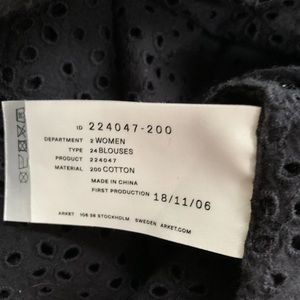 ID 224047-200
DEPARTMENT 2 WOMEN
TYPE 24 BLOUSES
PRODUCT 224047
MATERIAL 200 COTTON
MADE IN CHINA
FIRST PRODUCTION 18/11/06
ARKET 106 38 STOCKHOLM SWEDEN ARKET.COM